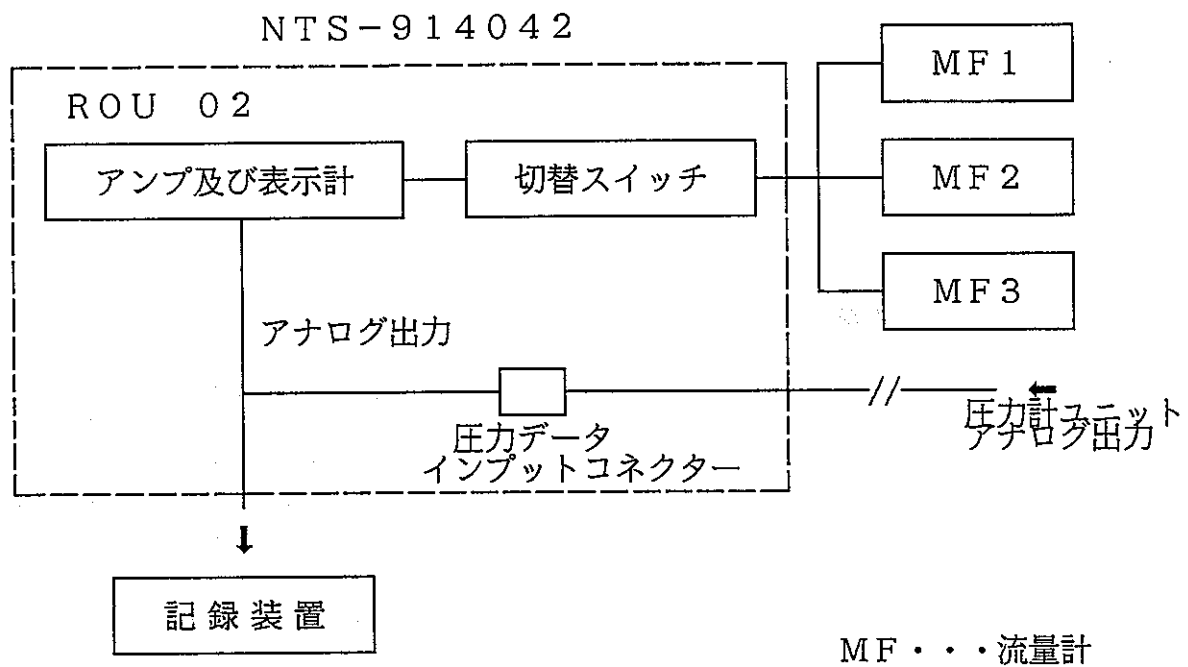 NTS-914042
MF1
ROU 02
アンプ及び表示計
切替スイッチ
MF2
MF3
アナログ出力
圧力計ユニット
アナログ出力
圧力データ
インプットコネクター
記録装置
MF・・・流量計